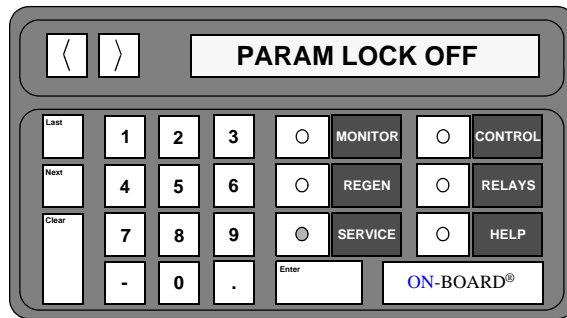 〈 〉 PARAM LOCK OFF
Last 1 2 3 MONITOR CONTROL
Next 4 5 6 REGEN RELAYS
Clear 7 8 9 SERVICE HELP
- 0 . Enter ON-BOARD®